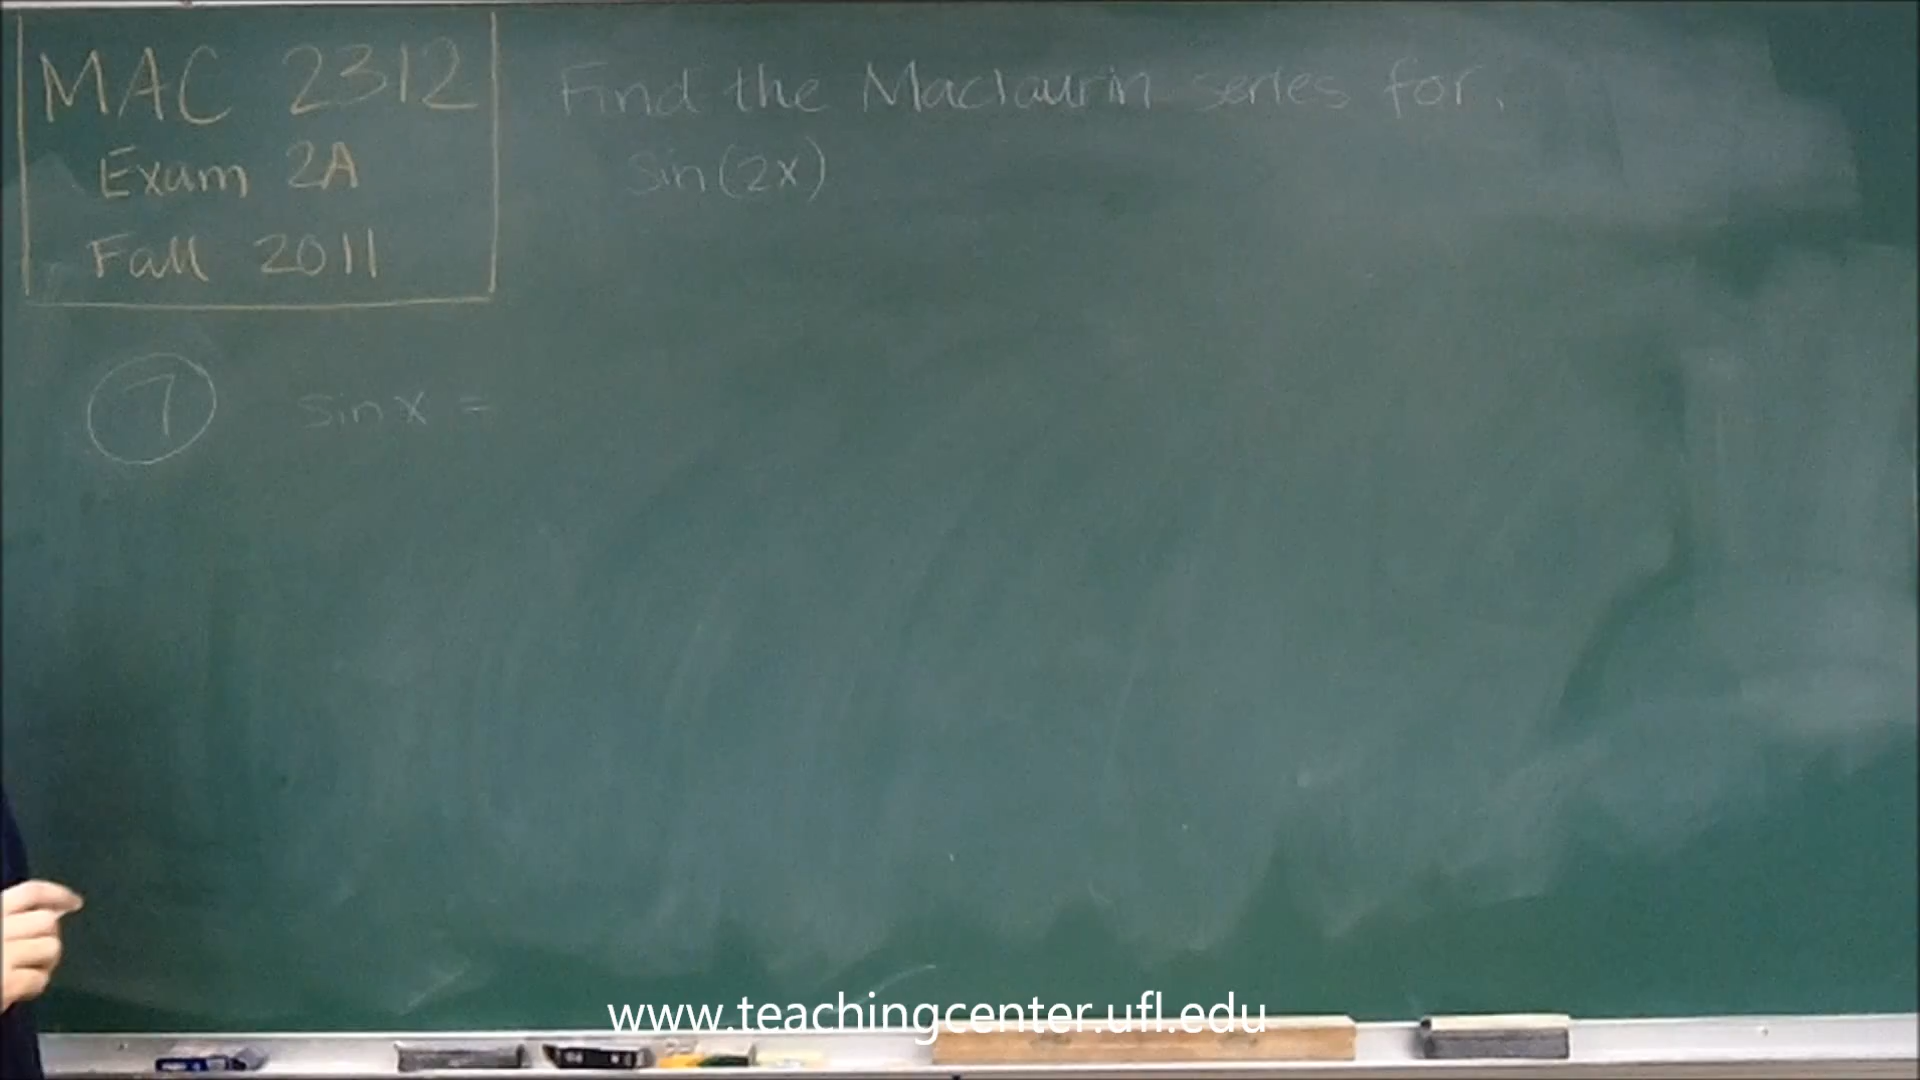 MAC 2312
Exam 2A
Fall 2011
Find the Maclaurin series for.
sin(2x)
7
sin x =
www.teachingcenter.ufl.edu